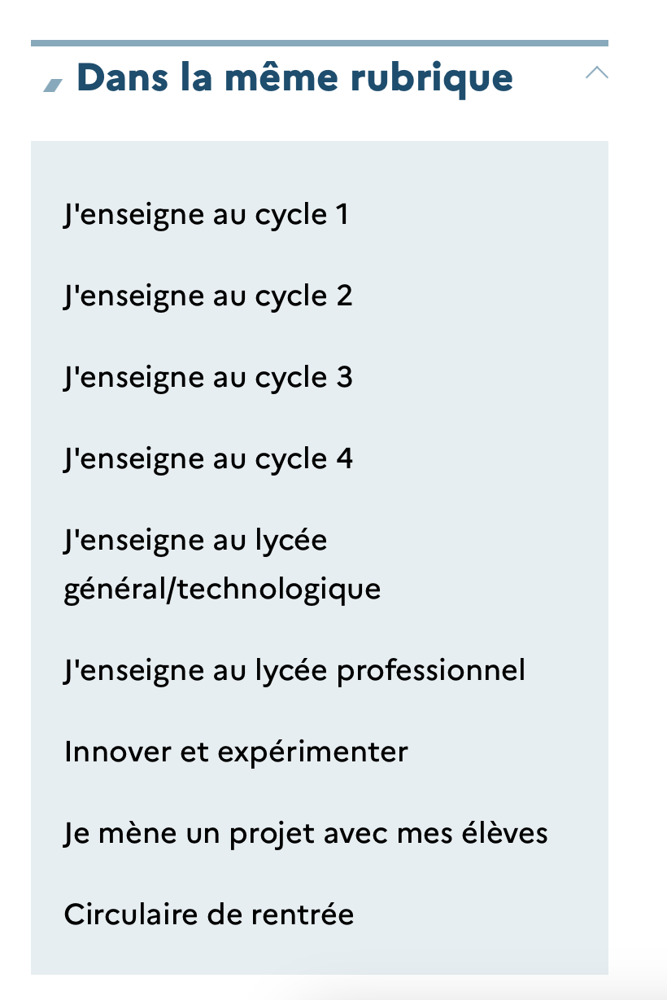 Dans la même rubrique
J'enseigne au cycle 1
J'enseigne au cycle 2
J'enseigne au cycle 3
J'enseigne au cycle 4
J'enseigne au lycée
général/technologique
J'enseigne au lycée professionnel
Innover et expérimenter
Je mène un projet avec mes élèves
Circulaire de rentrée